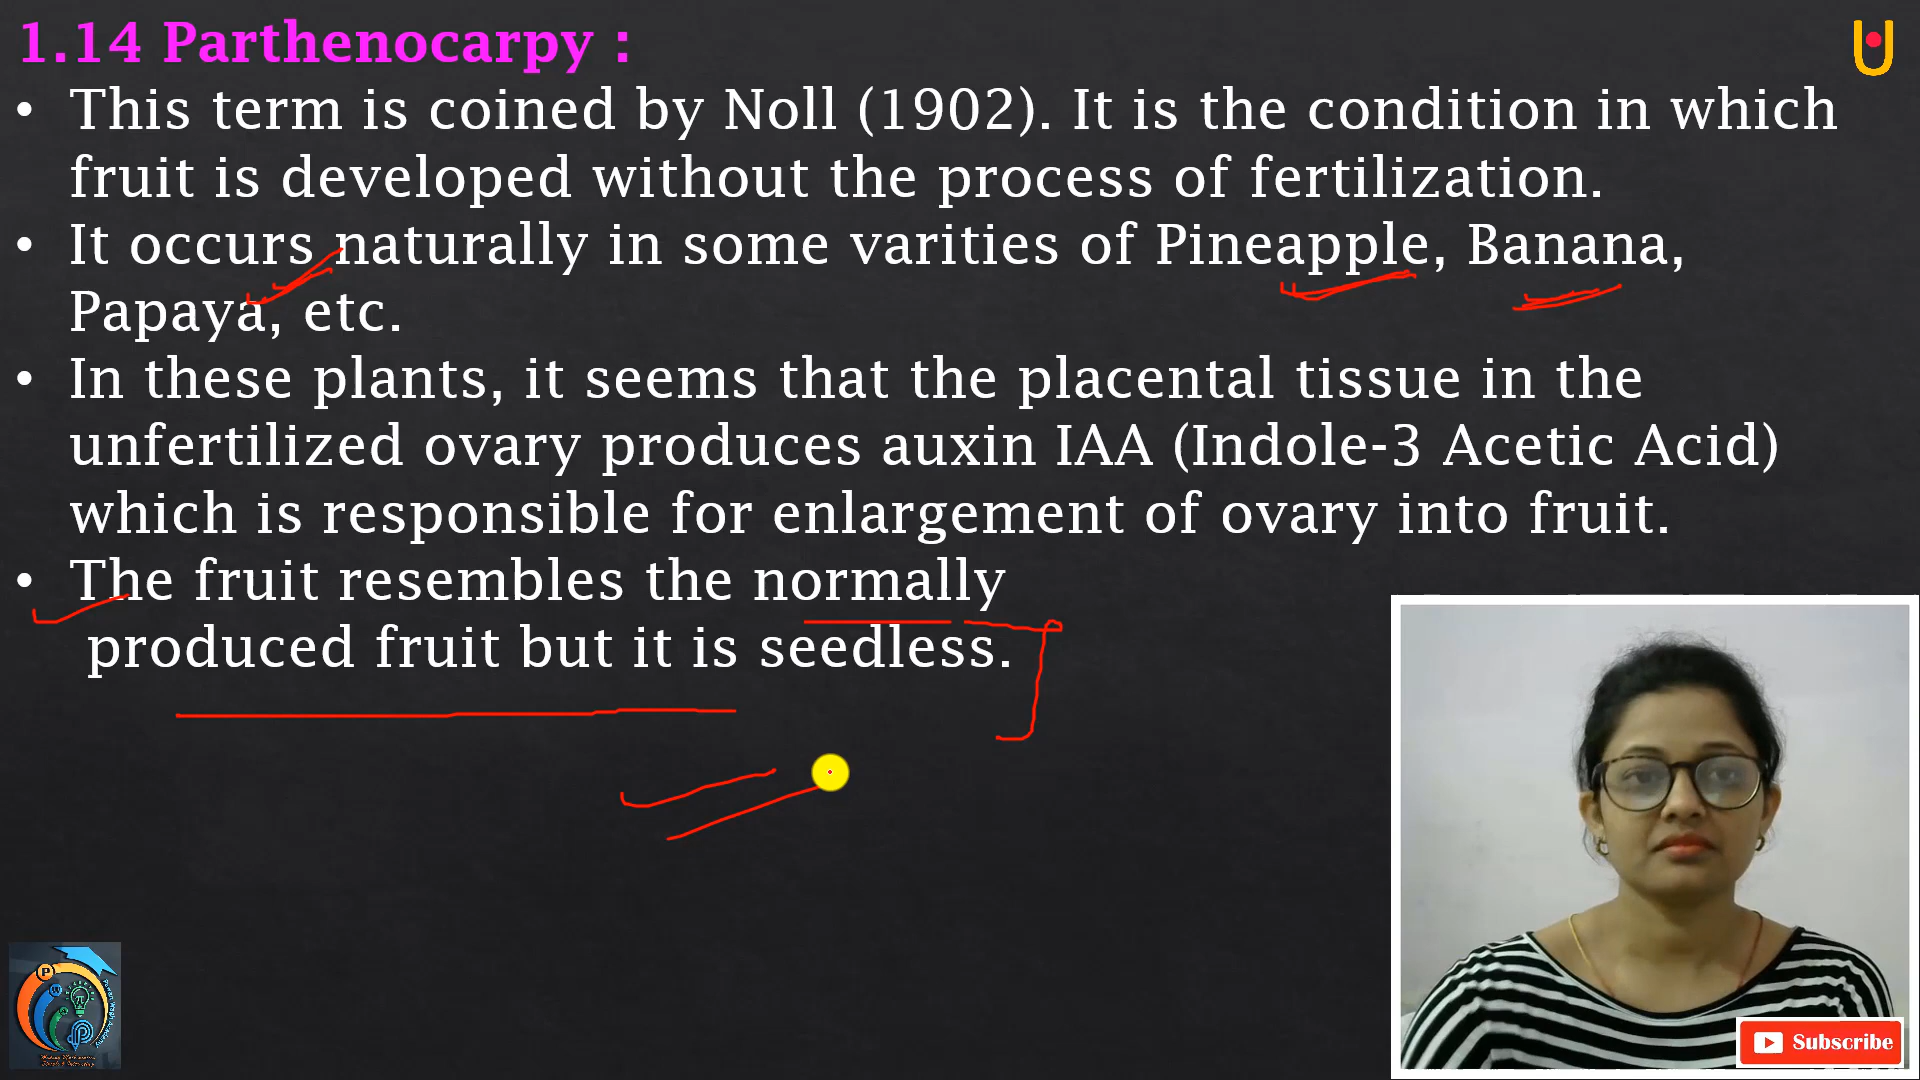 1.14 Parthenocarpy :
• This term is coined by Noll (1902). It is the condition in which
fruit is developed without the process of fertilization.
• It occurs naturally in some varities of Pineapple, Banana,
Papaya, etc.
• In these plants, it seems that the placental tissue in the
unfertilized ovary produces auxin IAA (Indole-3 Acetic Acid)
which is responsible for enlargement of ovary into fruit.
• The fruit resembles the normally
produced fruit but it is seedless.
Subscribe